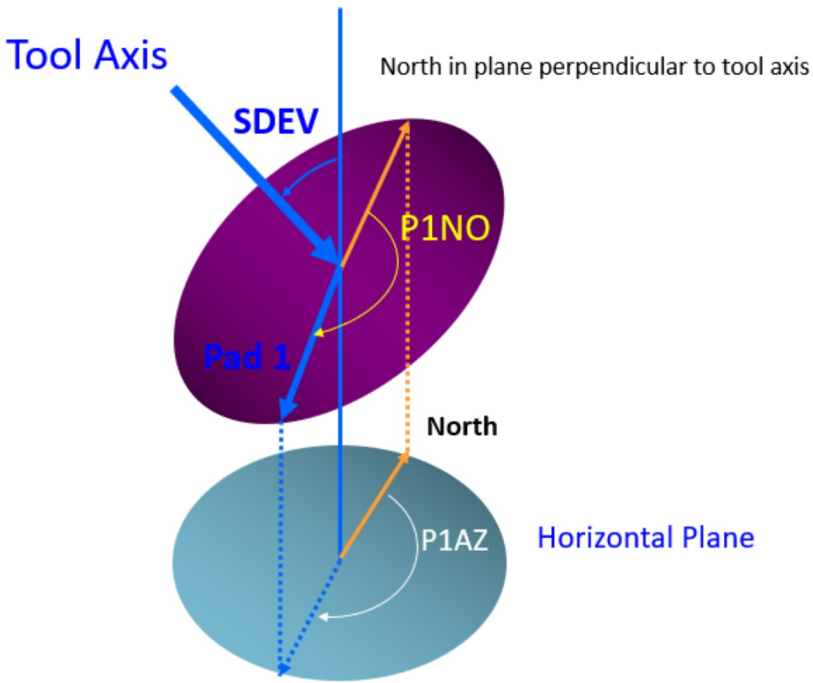 Tool Axis
North in plane perpendicular to tool axis
SDEV
P1NO
Pad 1
North
P1AZ
Horizontal Plane